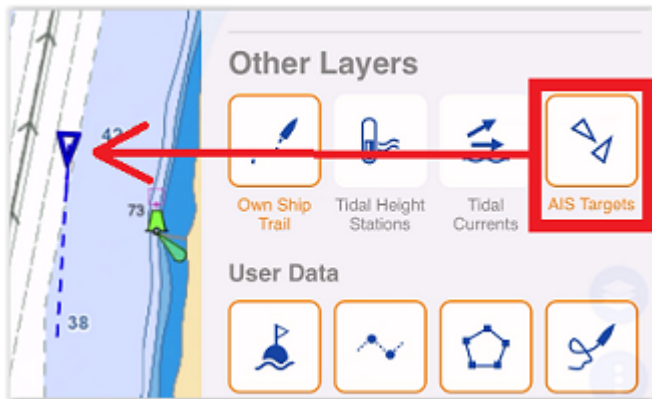 Other Layers
42
Own Ship
Trail
Tidal Height
Stations
Tidal
Currents
AIS Targets
73
User Data
38